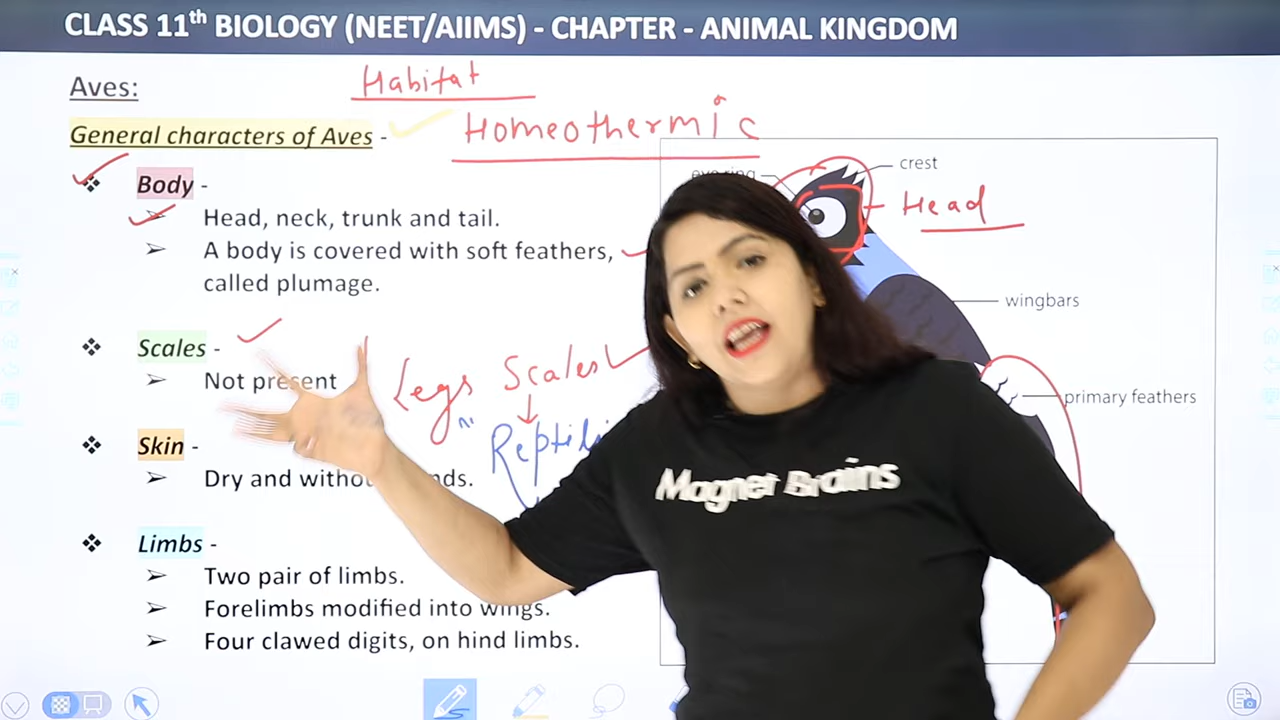 CLASS 11th BIOLOGY (NEET/AIIMS) - CHAPTER - ANIMAL KINGDOM
Aves:
Habitat
General characters of Aves -
Homeothermic
Body -
Head, neck, trunk and tail.
A body is covered with soft feathers,
called plumage.
Scales -
Not present
Legs Scales
Skin -
Dry and
Limbs -
Two pair of limbs.
Forelimbs modified into wings.
Four clawed digits, on hind limbs.
eye ring
crest
Head
wingbars
primary feathers
Magnet Brains